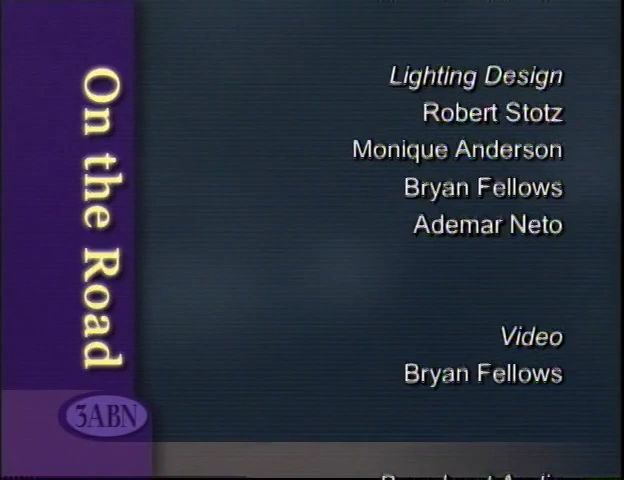 On the Road
Lighting Design
Robert Stotz
Monique Anderson
Bryan Fellows
Ademar Neto
Video
Bryan Fellows
3ABN